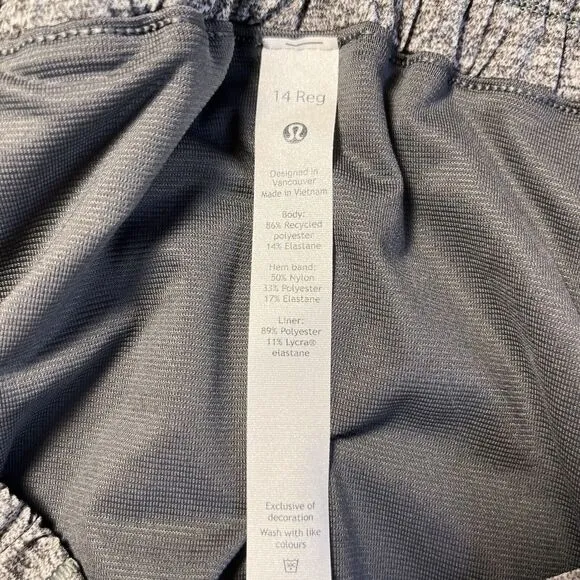 14 Reg
Designed in
Vancouver
Made in Vietnam
Body:
86% Recycled
polyester
14% Elastane
Hem band:
50% Nylon
33% Polyester
17% Elastane
Liner:
89% Polyester
11% Lycra®
elastane
Exclusive of
decoration
Wash with like
colours